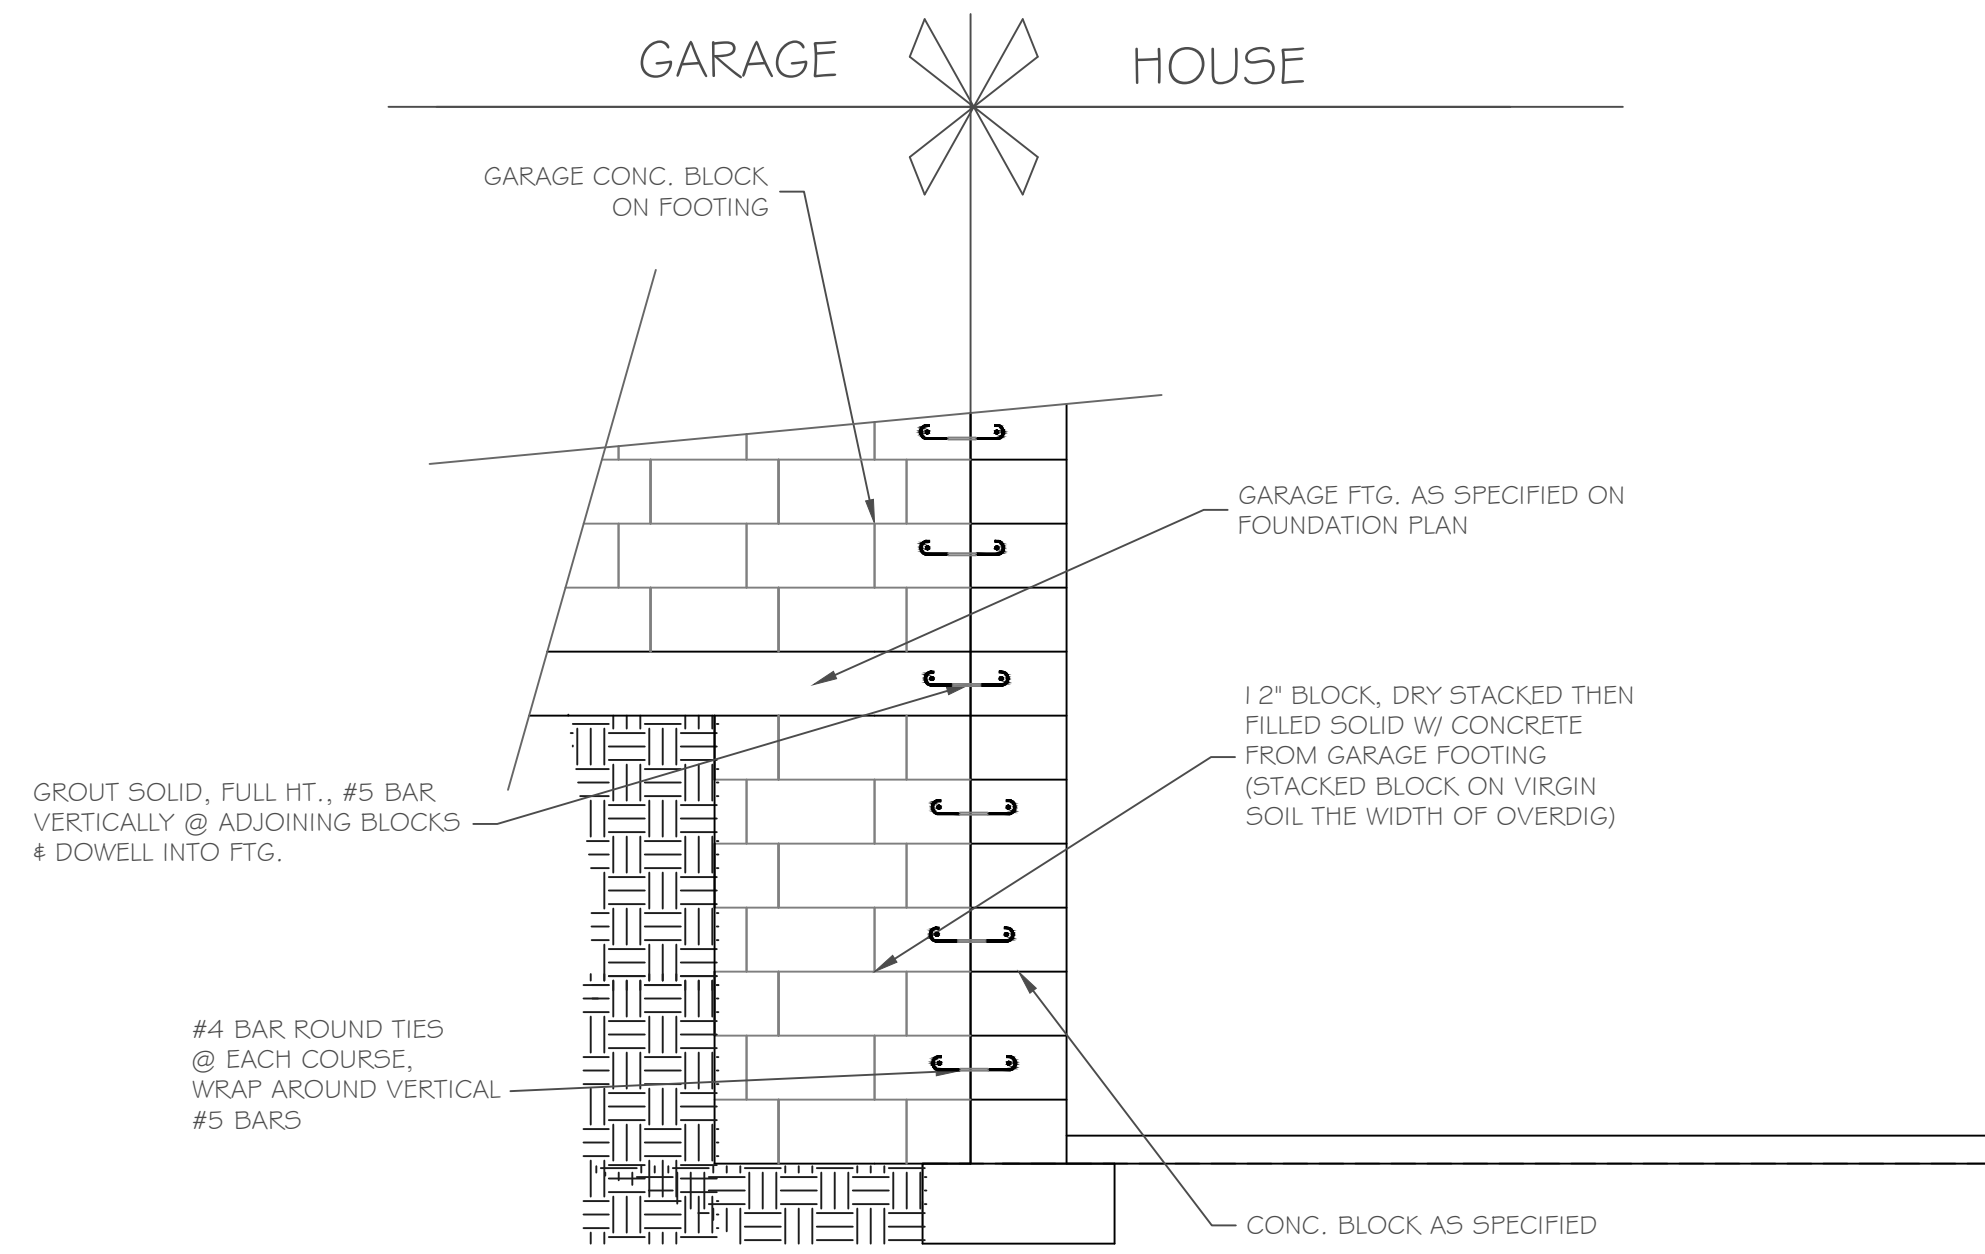 GARAGE
HOUSE
GARAGE CONC. BLOCK
ON FOOTING
GARAGE FTG. AS SPECIFIED ON
FOUNDATION PLAN
12" BLOCK, DRY STACKED THEN
FILLED SOLID W/ CONCRETE
FROM GARAGE FOOTING
(STACKED BLOCK ON VIRGIN
SOIL THE WIDTH OF OVERDIG)
GROUT SOLID, FULL HT., #5 BAR
VERTICALLY @ ADJOINING BLOCKS
& DOWELL INTO FTG.
#4 BAR ROUND TIES
@ EACH COURSE,
WRAP AROUND VERTICAL
#5 BARS
CONC. BLOCK AS SPECIFIED